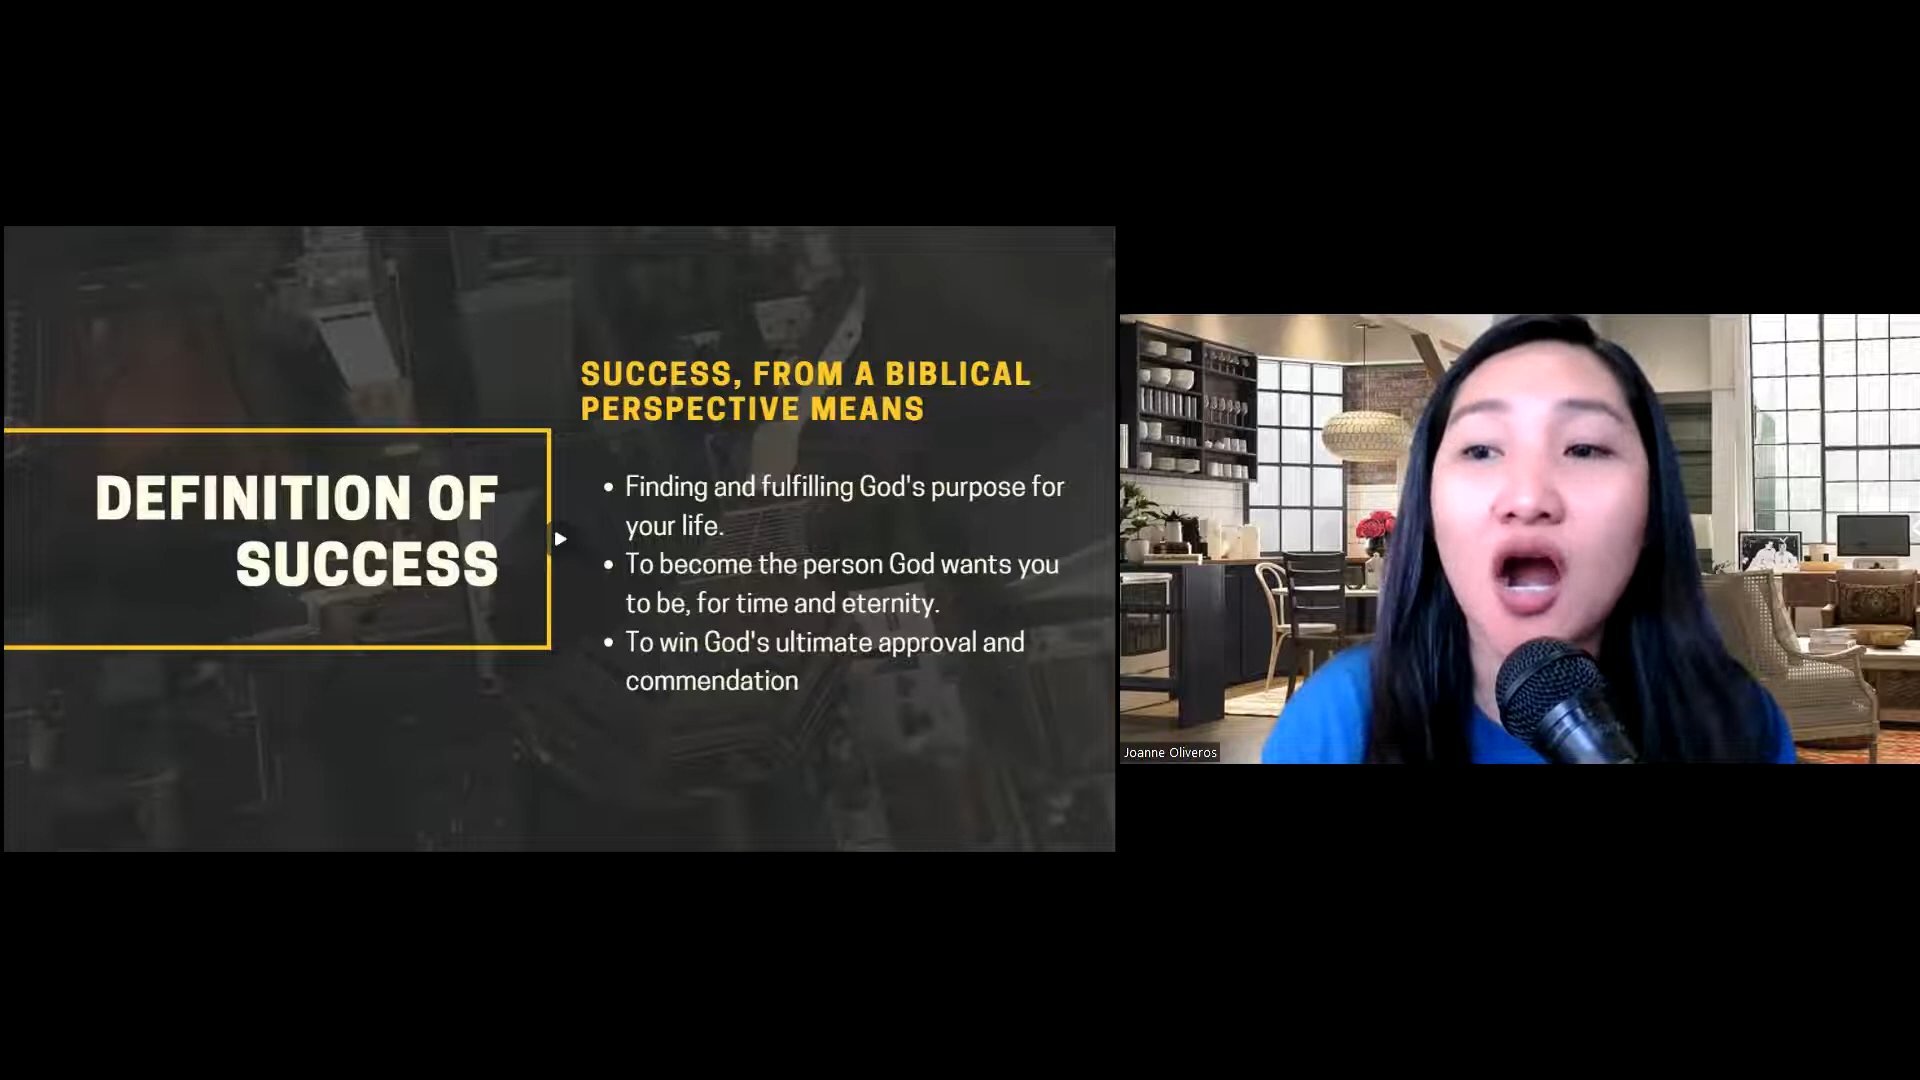 DEFINITION OF
SUCCESS
SUCCESS, FROM A BIBLICAL
PERSPECTIVE MEANS
• Finding and fulfilling God's purpose for
your life.
• To become the person God wants you
to be, for time and eternity.
• To win God's ultimate approval and
commendation
Joanne Oliveros